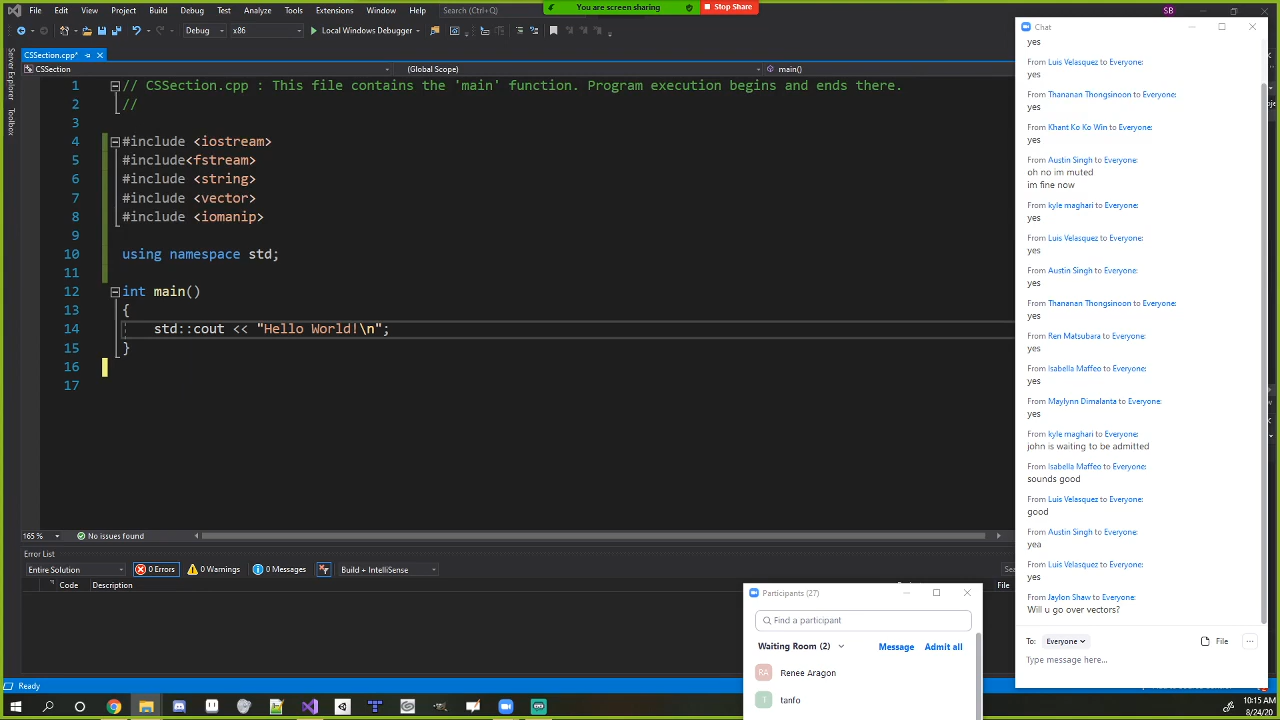 You are screen sharing
Stop Share
File Edit View Project Build Debug Test Analyze Tools Extensions Window Help Search (Ctrl+Q) SB
Debug x86 Windows Debugger
CSSection.cpp*
CSSection (Global Scope) main()
Server Explorer
Toolbox
1 // CSSection.cpp : This file contains the 'main' function. Program execution begins and ends there.
2 //
3
4 #include <iostream>
5 #include<fstream>
6 #include <string>
7 #include <vector>
8 #include <iomanip>
9
10 using namespace std;
11
12 int main()
13 {
14 std::cout << "Hello World!\n";
15 }
16
17
165 % No issues found
Error List
Entire Solution 0 Errors 0 Warnings 0 Messages Build + IntelliSense
Code Description File
Ready
Participants (27)
Find a participant
Waiting Room (2) Message Admit all
RA Renee Aragon
T tanfo
Chat
yes
From Luis Velasquez to Everyone:
yes
From Thananan Thongsinoon to Everyone:
yes
From Khant Ko Ko Win to Everyone:
yes
From Austin Singh to Everyone:
oh no im muted
im fine now
From kyle maghari to Everyone:
yes
From Luis Velasquez to Everyone:
yes
From Austin Singh to Everyone:
yes
From Thananan Thongsinoon to Everyone:
yes
From Ren Matsubara to Everyone:
yes
From Isabella Maffeo to Everyone:
yes
From Maylynn Dimalanta to Everyone:
yes
From kyle maghari to Everyone:
john is waiting to be admitted
From Isabella Maffeo to Everyone:
sounds good
From Luis Velasquez to Everyone:
good
From Austin Singh to Everyone:
yea
From Luis Velasquez to Everyone:
yes
From Jaylon Shaw to Everyone:
Will u go over vectors?
To: Everyone File
Type message here...
10:15 AM
8/24/20